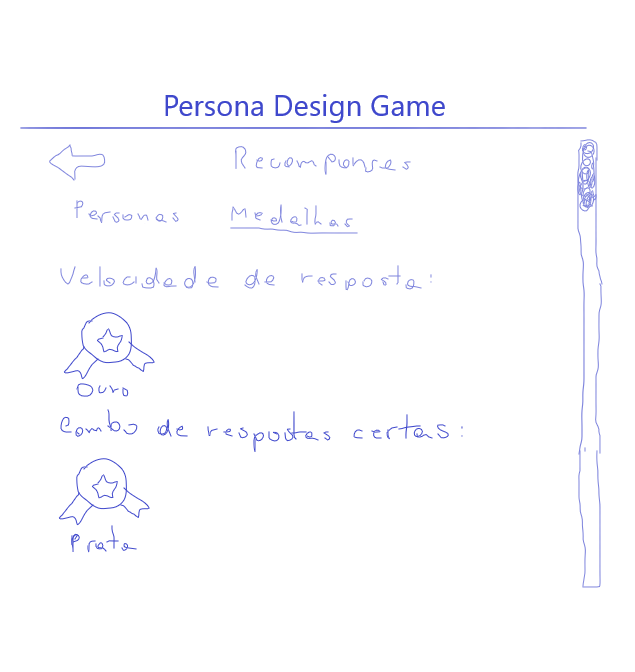 Persona Design Game
Recompenses
Personas Medalhas
Velocidade de resposta:
Ouro
Combo de respostas certas:
Prata